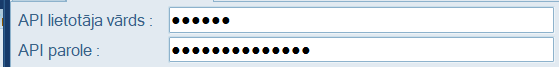 API lietotāja vārds : ●●●●●●
API parole : ●●●●●●●●●●●●●●